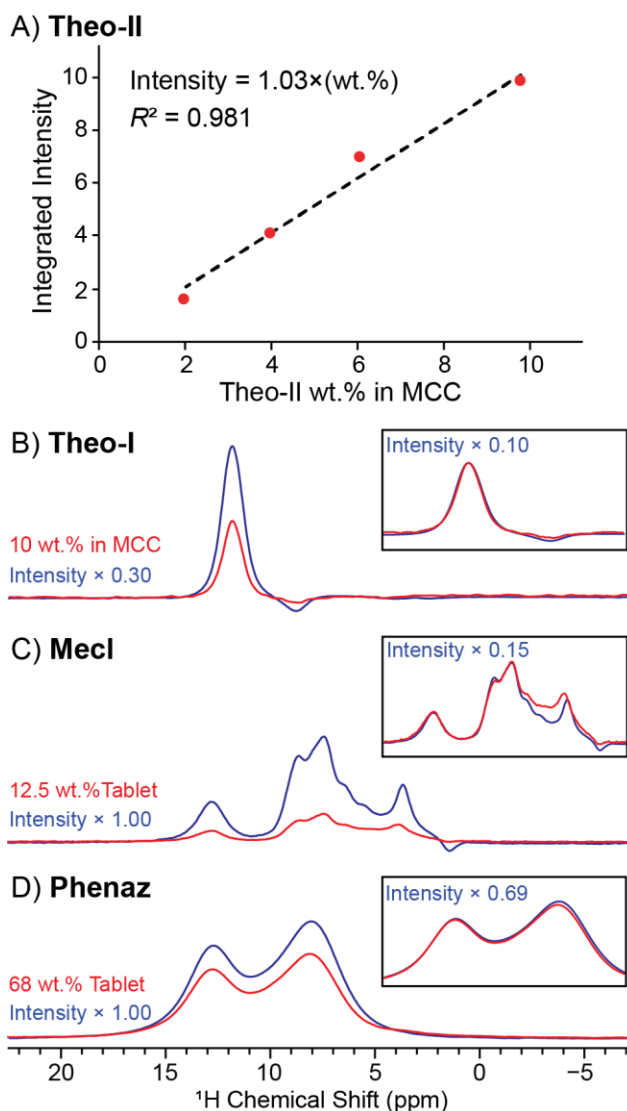 A) Theo-II
Intensity = 1.03×(wt.%)
R² = 0.981
Integrated Intensity
10
8
6
4
2
0
0 2 4 6 8 10
Theo-II wt.% in MCC
B) Theo-I
Intensity × 0.10
10 wt.% in MCC
Intensity × 0.30
C) Mecl
Intensity × 0.15
12.5 wt.%Tablet
Intensity × 1.00
D) Phenaz
Intensity × 0.69
68 wt.% Tablet
Intensity × 1.00
20 15 10 5 0 −5
¹H Chemical Shift (ppm)